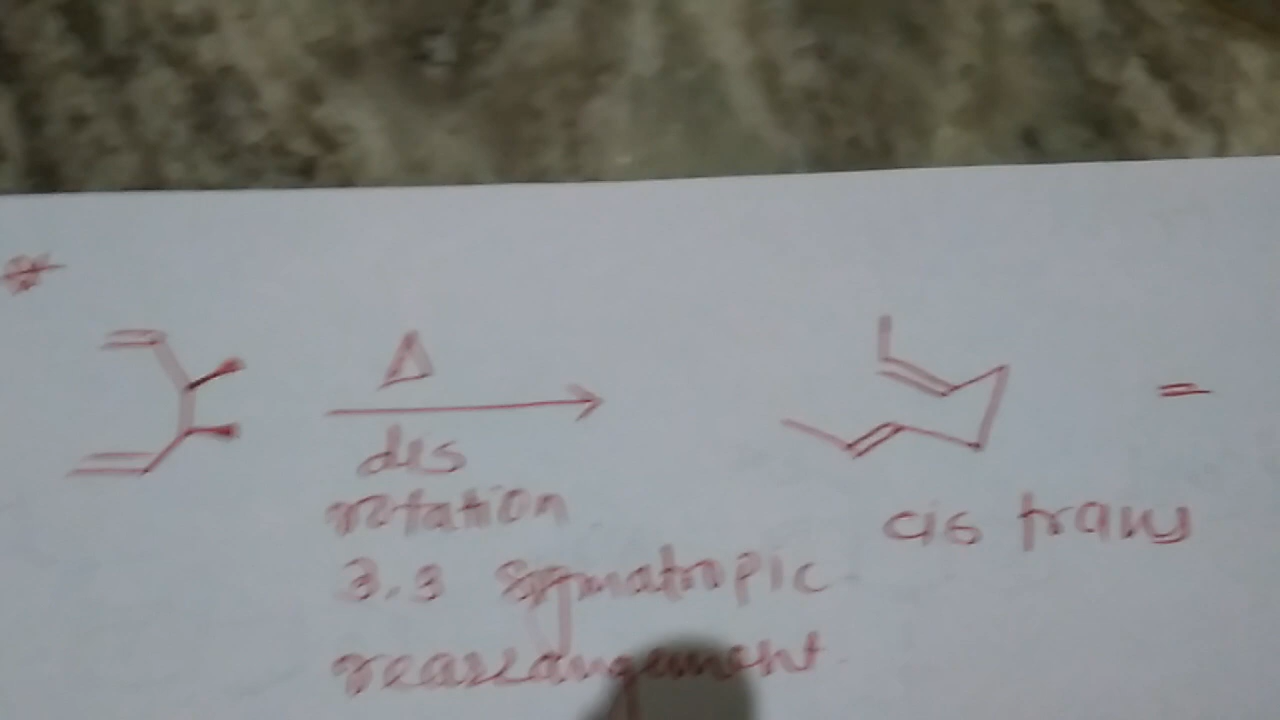 *
Δ
dis
rotation
3.3 Sigmatropic
rearrangement
cis trans
=